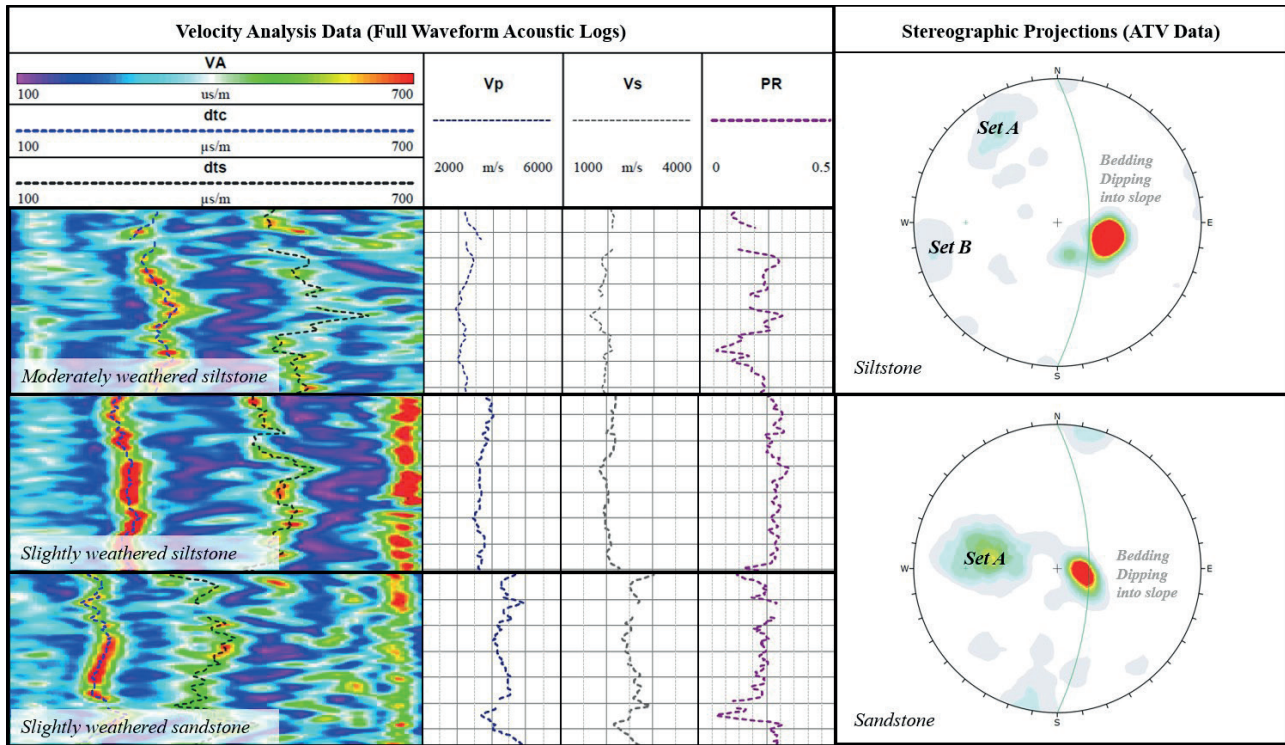 Velocity Analysis Data (Full Waveform Acoustic Logs)
Stereographic Projections (ATV Data)
VA
100 us/m 700
dtc
100 µs/m 700
dts
100 µs/m 700
Vp
2000 m/s 6000
Vs
1000 m/s 4000
PR
0 0.5
Moderately weathered siltstone
Slightly weathered siltstone
Slightly weathered sandstone
N
Set A
Bedding
Dipping
into slope
W
E
Set B
S
Siltstone
N
Set A
Bedding
Dipping
into slope
W
E
S
Sandstone